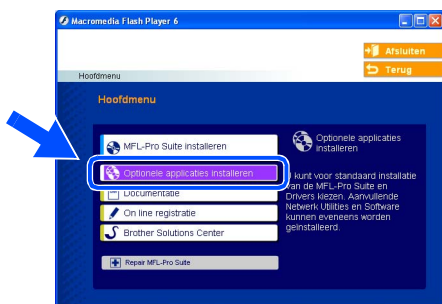 Macromedia Flash Player 6
Afsluiten
Terug
Hoofdmenu
Hoofdmenu
MFL-Pro Suite installeren
Optionele applicaties installeren
Documentatie
On line registratie
Brother Solutions Center
Repair MFL-Pro Suite
Optionele applicaties
installeren
U kunt voor standaard installatie
van de MFL-Pro Suite en
Drivers kiezen. Aanvullende
Netwerk Utilities en Software
kunnen eveneens worden
geïnstalleerd.